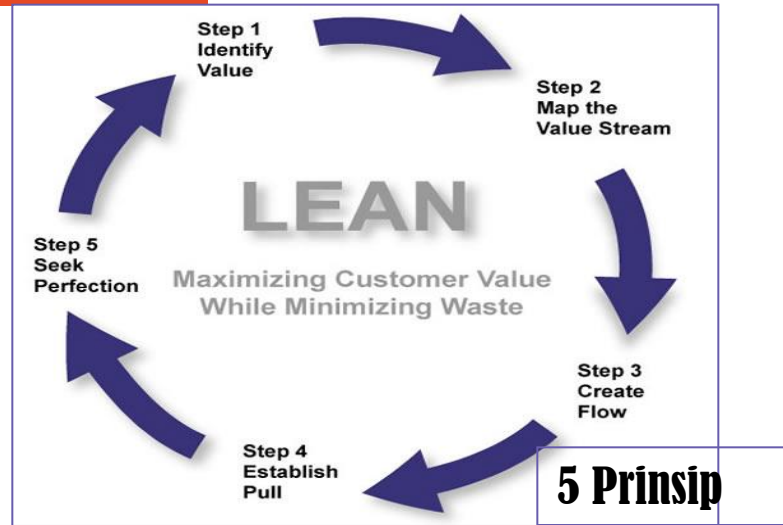 Step 1
Identify
Value
Step 2
Map the
Value Stream
LEAN
Maximizing Customer Value
While Minimizing Waste
Step 5
Seek
Perfection
Step 3
Create
Flow
Step 4
Establish
Pull
5 Prinsip